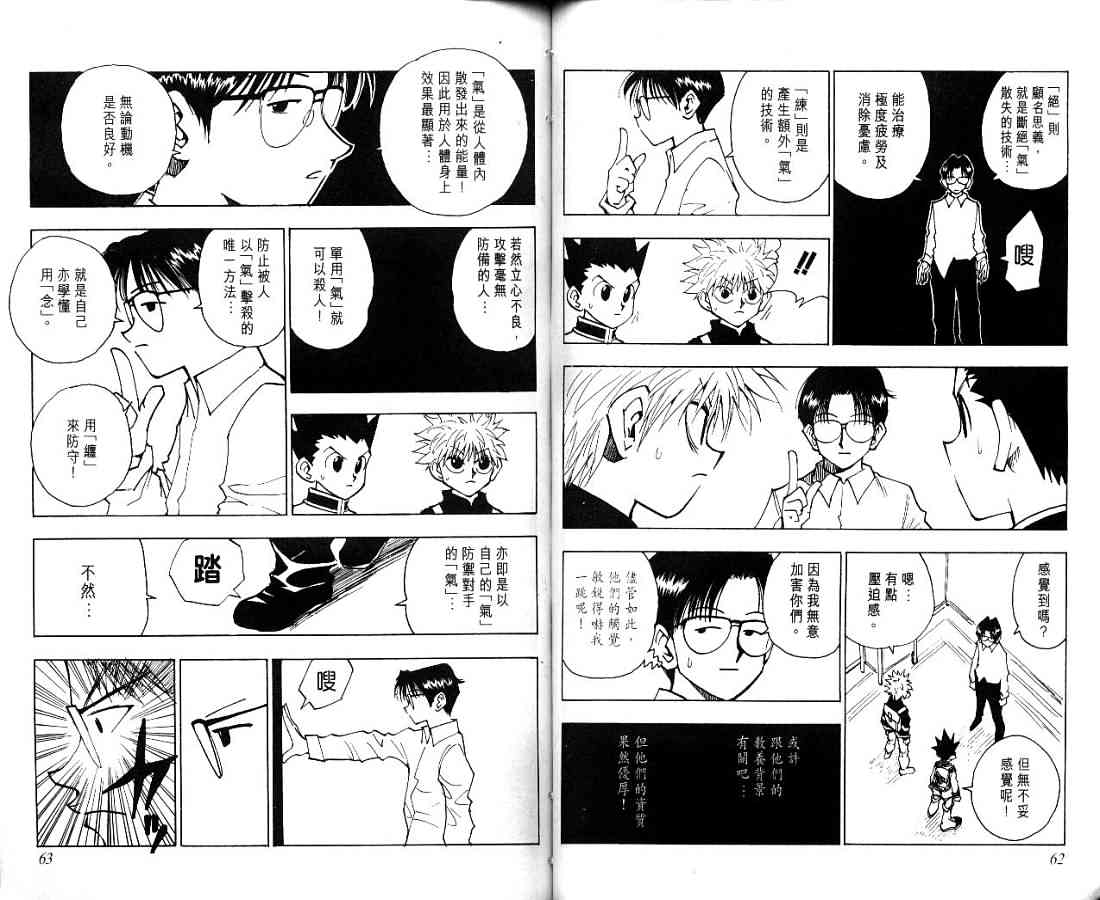 「絕」則
顧名思義，
就是斷絕「氣」
散失的技術…
嗖
能治療
極度疲勞及
消除憂慮。
「練」則是
產生額外「氣」
的技術。
!!
感覺到嗎？
嗯…
有點
壓迫感。
但無不妥
感覺呢！
因為我無意
加害你們。
儘管如此，
他們的觸覺
敏銳得嚇我
一跳呢！
或許
跟他們的
教養背景
有關吧…
但他們的資質
果然優厚！
62
「氣」是從人體內
散發出來的能量！
因此用於人體身上
效果最顯著…
無論動機
是否良好。
若然立心不良，
攻擊毫無
防備的人…
單用「氣」就
可以殺人！
防止被人
以「氣」擊殺的
唯一方法…
就是自己
亦學懂
用「念」。
用「纏」
來防守！
亦即是以
自己的「氣」
防禦對手
的「氣」…
踏
不然…
嗖
63